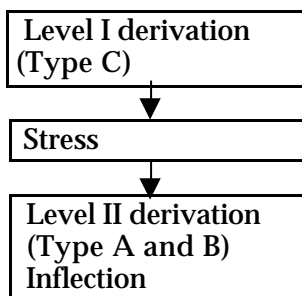 Level I derivation
(Type C)
Stress
Level II derivation
(Type A and B)
Inflection